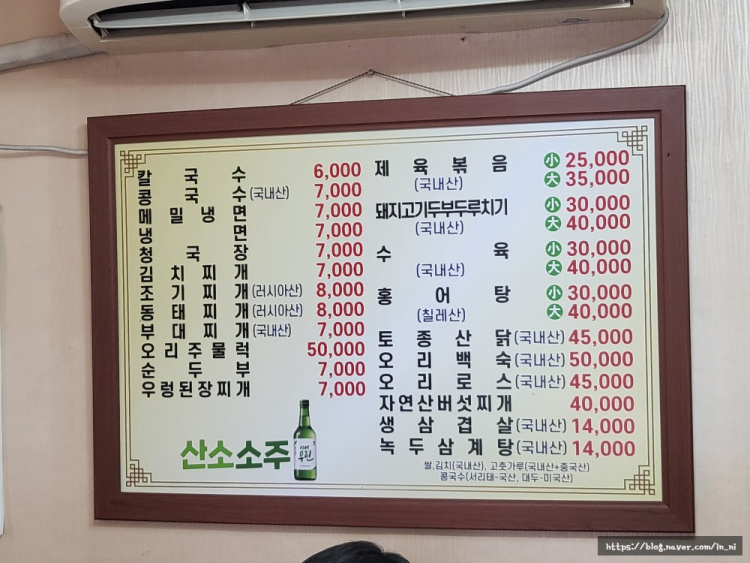 칼국수 6,000
콩국수(국내산) 7,000
메밀냉면 7,000
냉면 7,000
청국장 7,000
김치찌개 7,000
조기찌개(러시아산) 8,000
동태찌개(러시아산) 8,000
부대찌개(국내산) 7,000
오리주물럭 50,000
순두부 7,000
우렁된장찌개 7,000
산소소주
이제 우린
제육볶음 小 25,000
(국내산) 大 35,000
돼지고기두부두루치기 小 30,000
(국내산) 大 40,000
수육 小 30,000
(국내산) 大 40,000
홍어탕 小 30,000
(칠레산) 大 40,000
토종산닭(국내산) 45,000
오리백숙(국내산) 50,000
오리로스(국내산) 45,000
자연산버섯찌개 40,000
생삼겹살(국내산) 14,000
녹두삼계탕(국내산) 14,000
쌀,김치(국내산), 고춧가루(국내산+중국산)
콩국수(서리태-국산, 대두-미국산)
https://blog.naver.com/in_ni